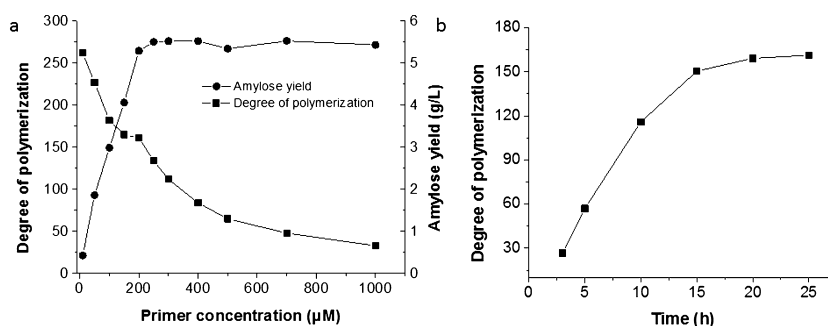 a
300
250
200
150
100
50
0
Degree of polymerization
Amylose yield
Degree of polymerization
6
5
4
3
2
1
0
Amylose yield (g/L)
0 200 400 600 800 1000
Primer concentration (µM)
b
180
150
120
90
60
30
Degree of polymerization
0 5 10 15 20 25
Time (h)